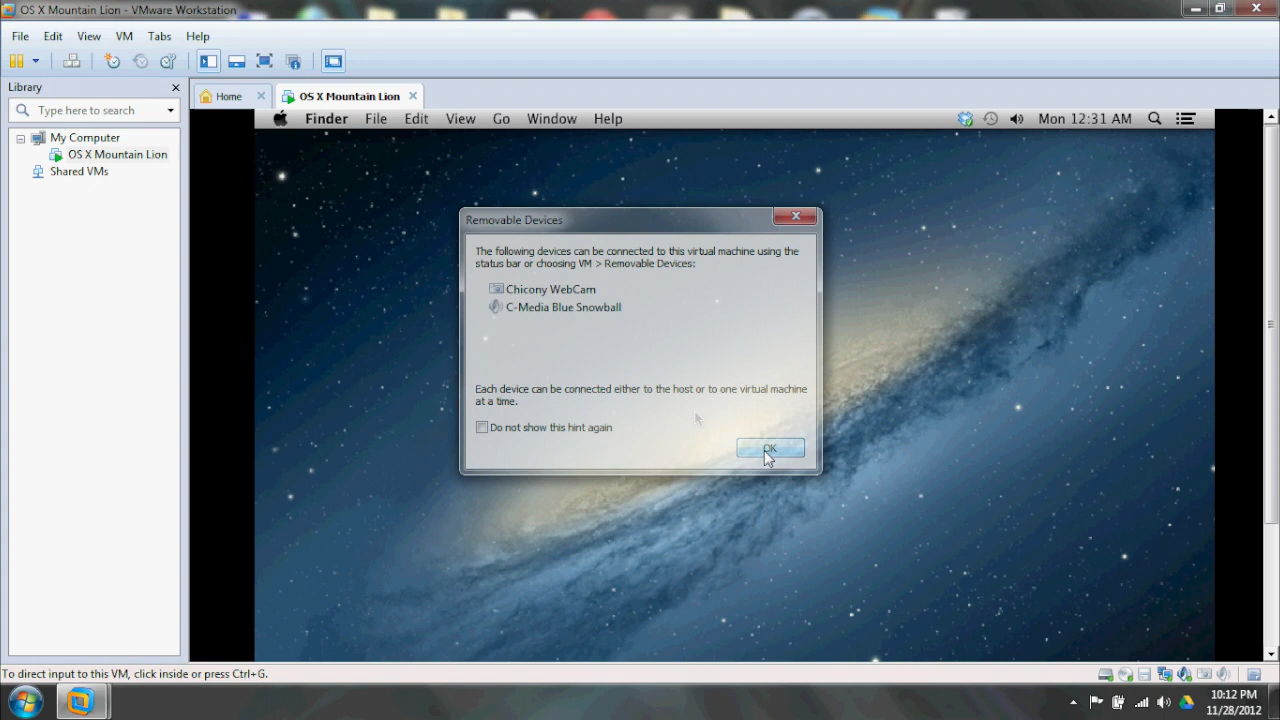 OS X Mountain Lion - VMware Workstation
File Edit View VM Tabs Help
Library
Type here to search
My Computer
OS X Mountain Lion
Shared VMs
Home OS X Mountain Lion
Finder File Edit View Go Window Help Mon 12:31 AM
Removable Devices
The following devices can be connected to this virtual machine using the
status bar or choosing VM > Removable Devices:
Chicony WebCam
C-Media Blue Snowball
Each device can be connected either to the host or to one virtual machine
at a time.
Do not show this hint again
OK
To direct input to this VM, click inside or press Ctrl+G.
10:12 PM
11/28/2012